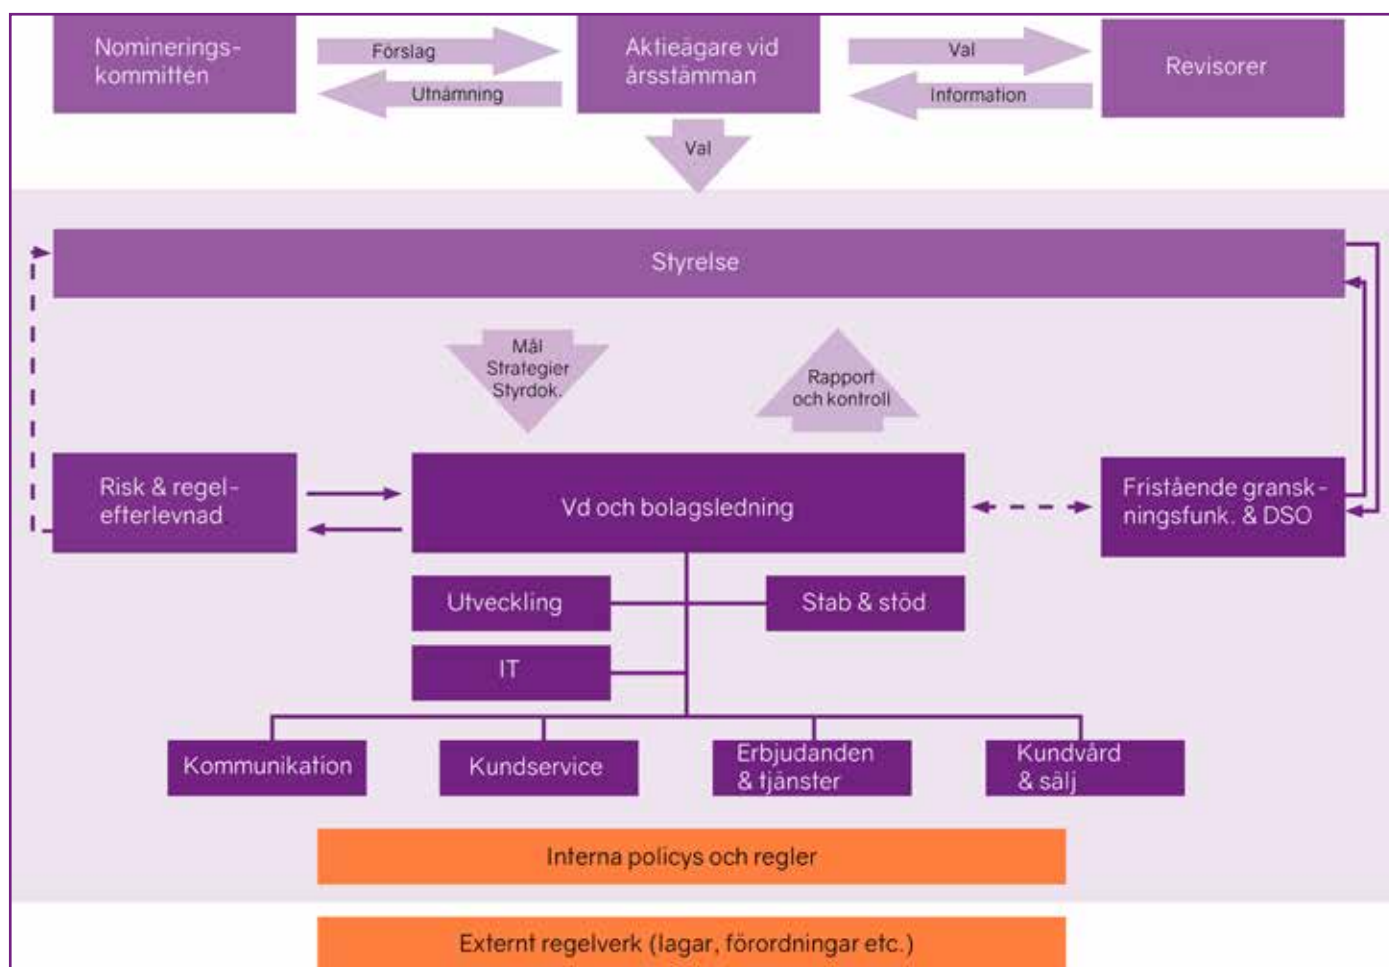 Nominerings-
kommittén
Förslag
Utnämning
Aktieägare vid
årsstämman
Val
Information
Revisorer
Val
Styrelse
Mål
Strategier
Styrdok.
Rapport
och kontroll
Risk & regel-
efterlevnad.
Vd och bolagsledning
Fristående gransk-
ningsfunk. & DSO
Utveckling
Stab & stöd
IT
Kommunikation
Kundservice
Erbjudanden
& tjänster
Kundvård
& sälj
Interna policys och regler
Externt regelverk (lagar, förordningar etc.)